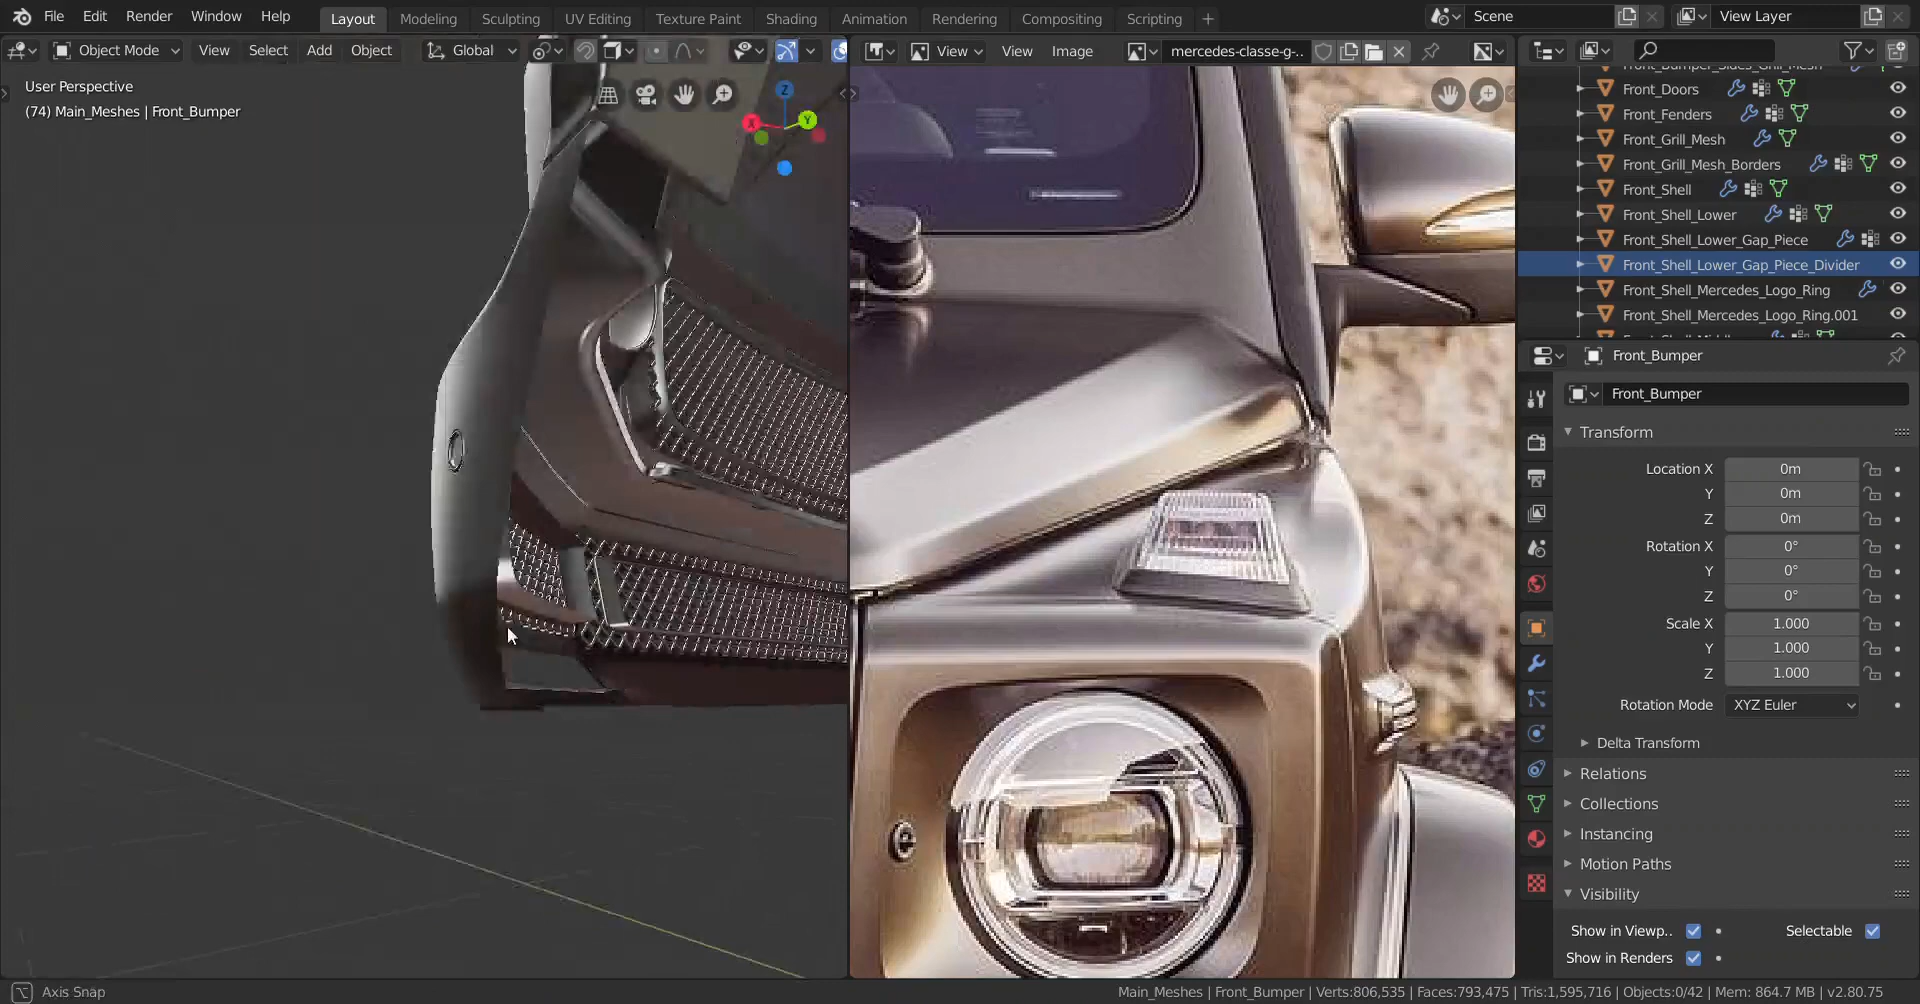 File Edit Render Window Help Layout Modeling Sculpting UV Editing Texture Paint Shading Animation Rendering Compositing Scripting + Scene View Layer
Object Mode View Select Add Object Global View View Image mercedes-classe-g-..
User Perspective
(74) Main_Meshes | Front_Bumper
Z
X
Y
Front_Bumper_Sides_Grill_Mesh
Front_Doors
Front_Fenders
Front_Grill_Mesh
Front_Grill_Mesh_Borders
Front_Shell
Front_Shell_Lower
Front_Shell_Lower_Gap_Piece
Front_Shell_Lower_Gap_Piece_Divider
Front_Shell_Mercedes_Logo_Ring
Front_Shell_Mercedes_Logo_Ring.001
Front_Bumper
Front_Bumper
Transform
Location X 0m
Y 0m
Z 0m
Rotation X 0°
Y 0°
Z 0°
Scale X 1.000
Y 1.000
Z 1.000
Rotation Mode XYZ Euler
Delta Transform
Relations
Collections
Instancing
Motion Paths
Visibility
Show in Viewp.. Selectable
Show in Renders
Axis Snap
Main_Meshes | Front_Bumper | Verts:806,535 | Faces:793,475 | Tris:1,595,716 | Objects:0/42 | Mem: 864.7 MB | v2.80.75